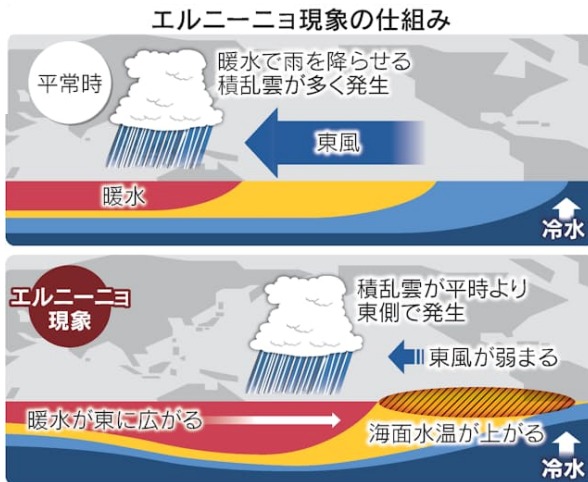 エルニーニョ現象の仕組み
平常時
暖水で雨を降らせる
積乱雲が多く発生
東風
暖水
冷水
エルニーニョ
現象
積乱雲が平時より
東側で発生
東風が弱まる
暖水が東に広がる
海面水温が上がる
冷水